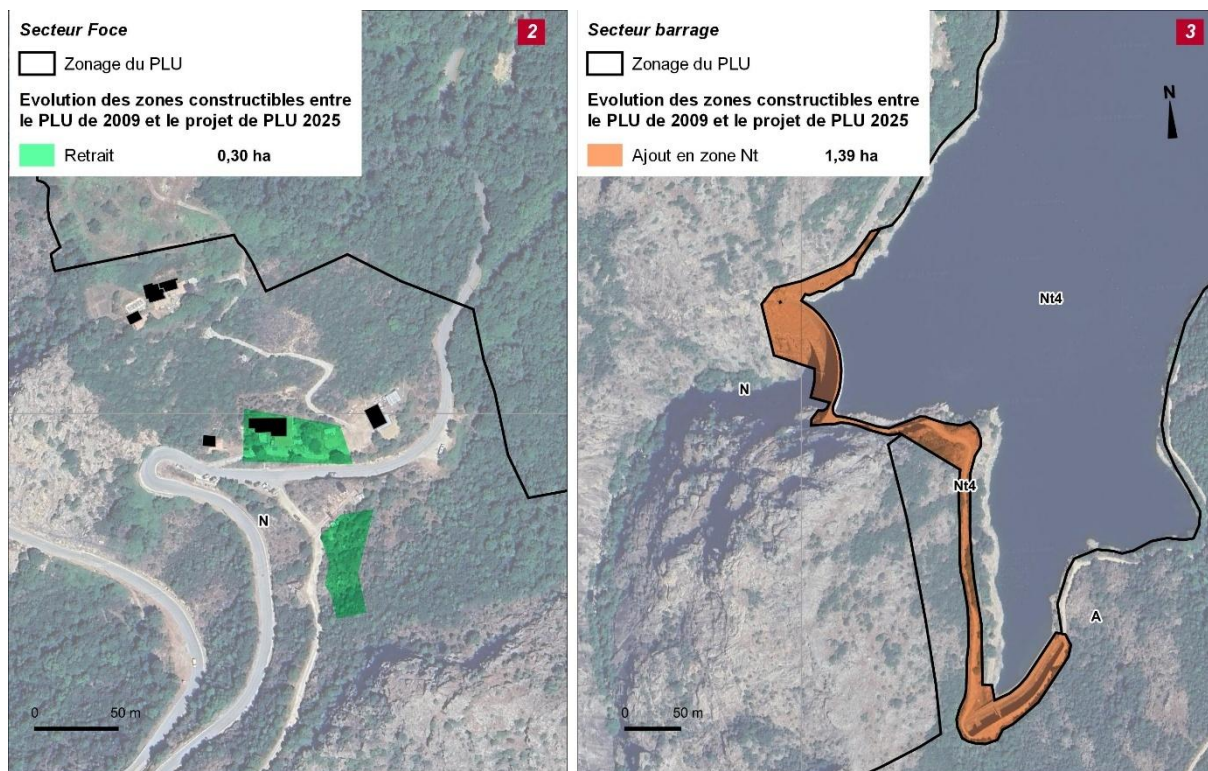 Secteur Foce
2
Zonage du PLU
Evolution des zones constructibles entre
le PLU de 2009 et le projet de PLU 2025
Retrait 0,30 ha
N
0 50 m
Secteur barrage
3
Zonage du PLU
Evolution des zones constructibles entre
le PLU de 2009 et le projet de PLU 2025
Ajout en zone Nt 1,39 ha
N
Nt4
N
Nt4
A
0 50 m